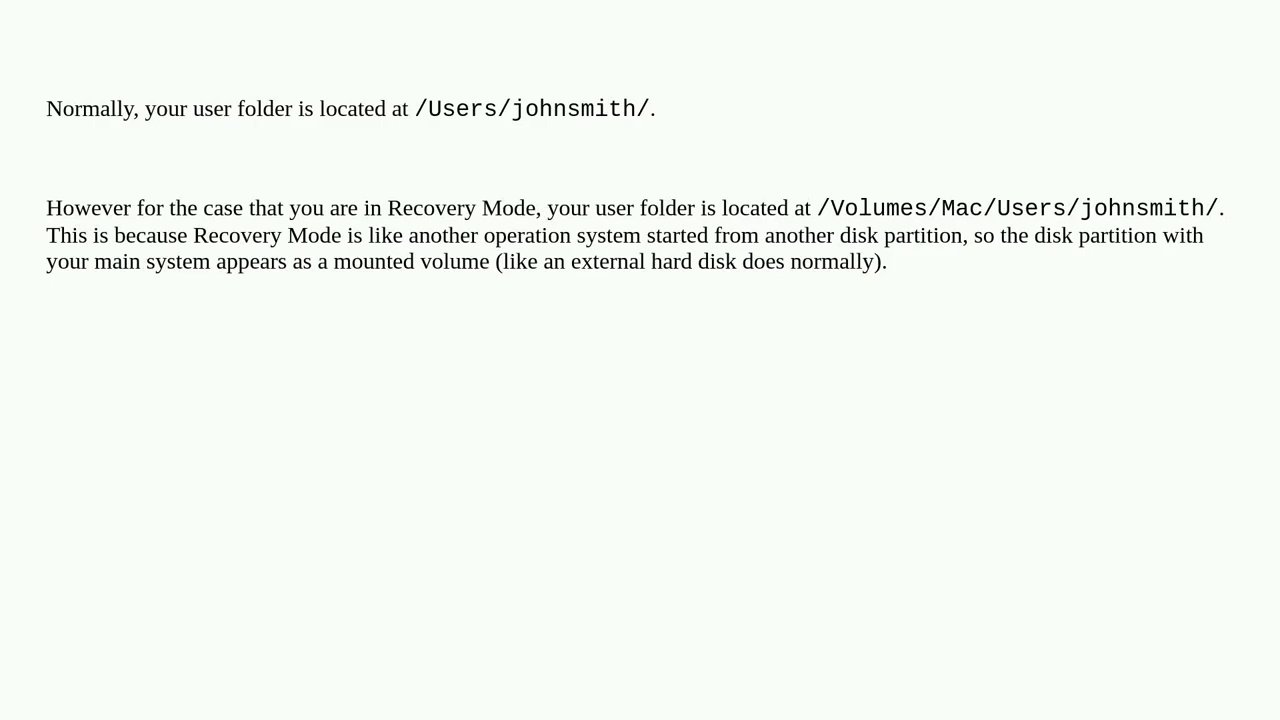 Normally, your user folder is located at /Users/johnsmith/.
However for the case that you are in Recovery Mode, your user folder is located at /Volumes/Mac/Users/johnsmith/.
This is because Recovery Mode is like another operation system started from another disk partition, so the disk partition with
your main system appears as a mounted volume (like an external hard disk does normally).